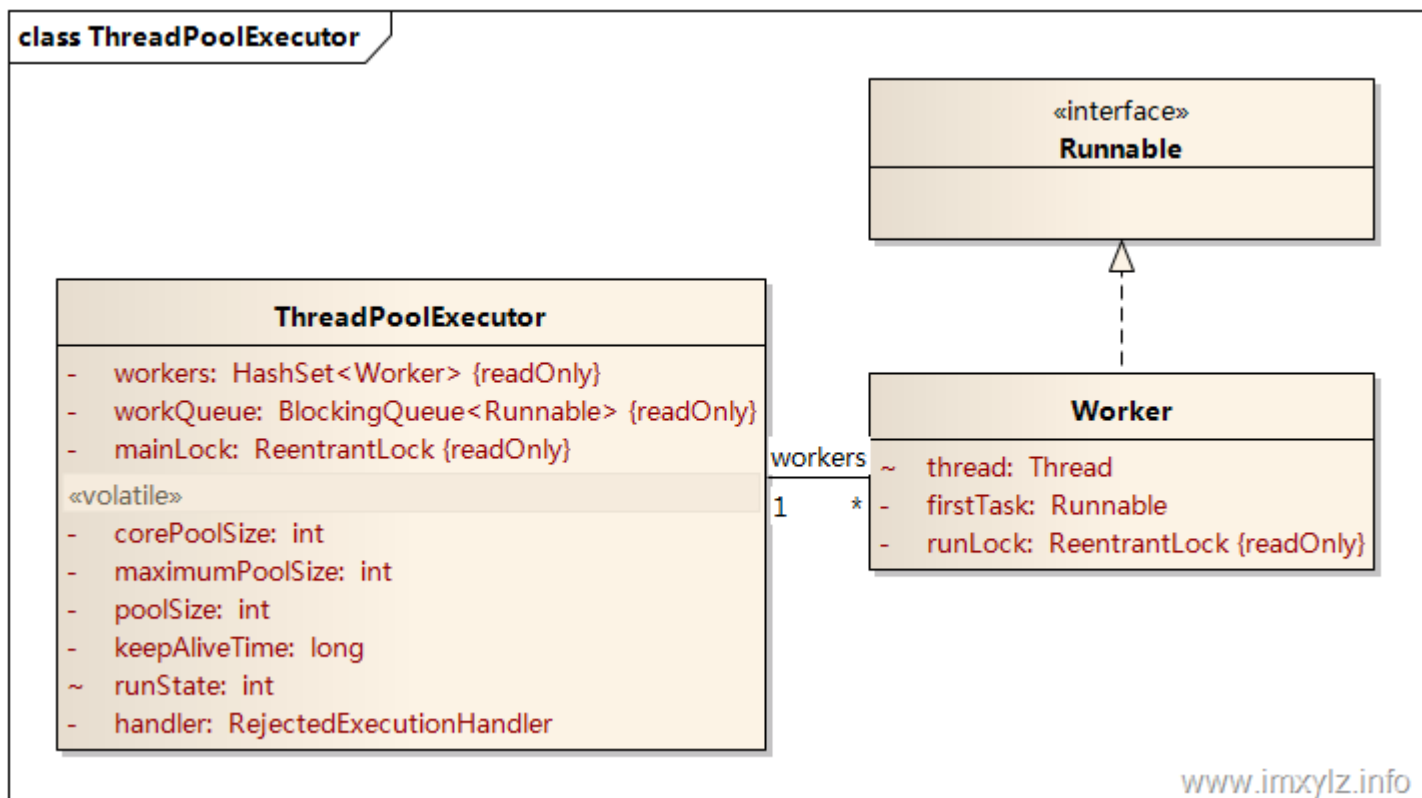 class ThreadPoolExecutor
«interface»
Runnable
ThreadPoolExecutor
- workers: HashSet<Worker> {readOnly}
- workQueue: BlockingQueue<Runnable> {readOnly}
- mainLock: ReentrantLock {readOnly}
«volatile»
- corePoolSize: int
- maximumPoolSize: int
- poolSize: int
- keepAliveTime: long
~ runState: int
- handler: RejectedExecutionHandler
workers
1 *
Worker
~ thread: Thread
- firstTask: Runnable
- runLock: ReentrantLock {readOnly}
www.imxylz.info